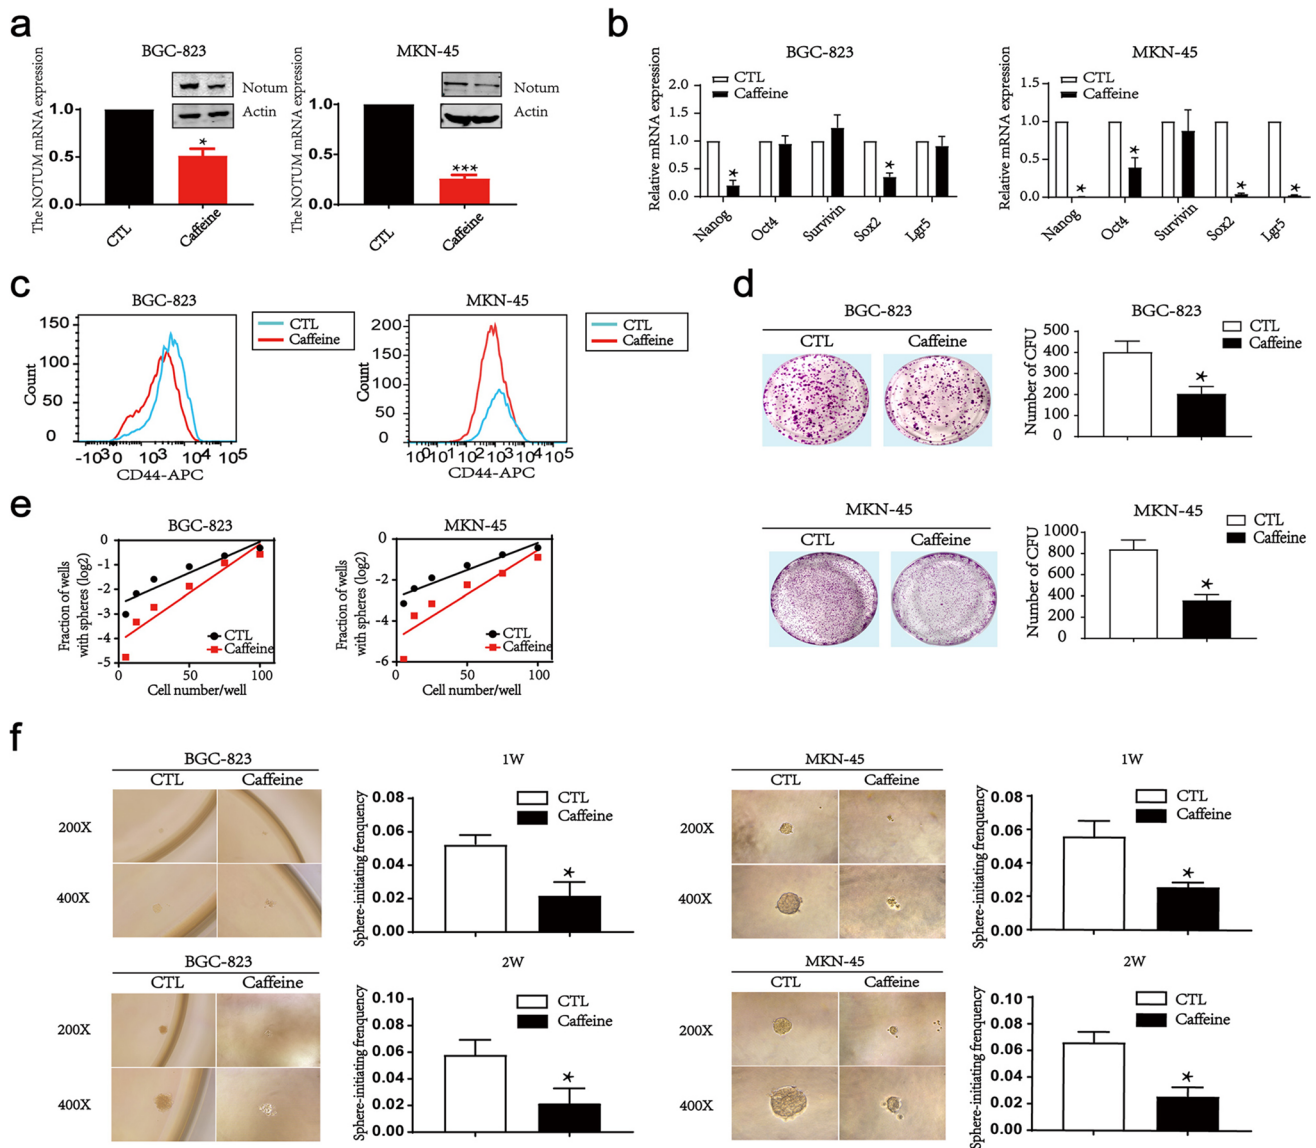 a
BGC-823
The NOTUM mRNA expression
1.0
0.5
0.0
CTL
Caffeine
*
Notum
Actin
MKN-45
The NOTUM mRNA expression
1.0
0.5
0.0
CTL
Caffeine
***
Notum
Actin
b
BGC-823
Relative mRNA expression
2.0
1.5
1.0
0.5
0.0
CTL
Caffeine
*
*
Nanog
Oct4
Survivin
Sox2
Lgr5
MKN-45
Relative mRNA expression
1.5
1.0
0.5
0.0
CTL
Caffeine
*
*
*
*
Nanog
Oct4
Survivin
Sox2
Lgr5
c
BGC-823
Count
150
100
50
0
-10³ 0 10³ 10⁴ 10⁵
CD44-APC
CTL
Caffeine
MKN-45
Count
200
150
100
50
0
10⁰ 10¹ 10² 10³ 10⁴ 10⁵
CD44-APC
CTL
Caffeine
d
BGC-823
CTL Caffeine
BGC-823
Number of CFU
500
400
300
200
100
0
CTL
Caffeine
*
MKN-45
CTL Caffeine
MKN-45
Number of CFU
1000
800
600
400
200
0
CTL
Caffeine
*
e
BGC-823
Fraction of wells
with spheres (log2)
0
-1
-2
-3
-4
-5
0 50 100
Cell number/well
CTL
Caffeine
MKN-45
Fraction of wells
with spheres (log2)
0
-2
-4
-6
0 50 100
Cell number/well
CTL
Caffeine
f
BGC-823
CTL Caffeine
200X
400X
1W
Sphere-initiating frenquency
0.08
0.06
0.04
0.02
0.00
CTL
Caffeine
*
MKN-45
CTL Caffeine
200X
400X
1W
Sphere-initiating frenquency
0.08
0.06
0.04
0.02
0.00
CTL
Caffeine
*
BGC-823
CTL Caffeine
200X
400X
2W
Sphere-initiating frenquency
0.10
0.08
0.06
0.04
0.02
0.00
CTL
Caffeine
*
MKN-45
CTL Caffeine
200X
400X
2W
Sphere-initiating frenquency
0.10
0.08
0.06
0.04
0.02
0.00
CTL
Caffeine
*